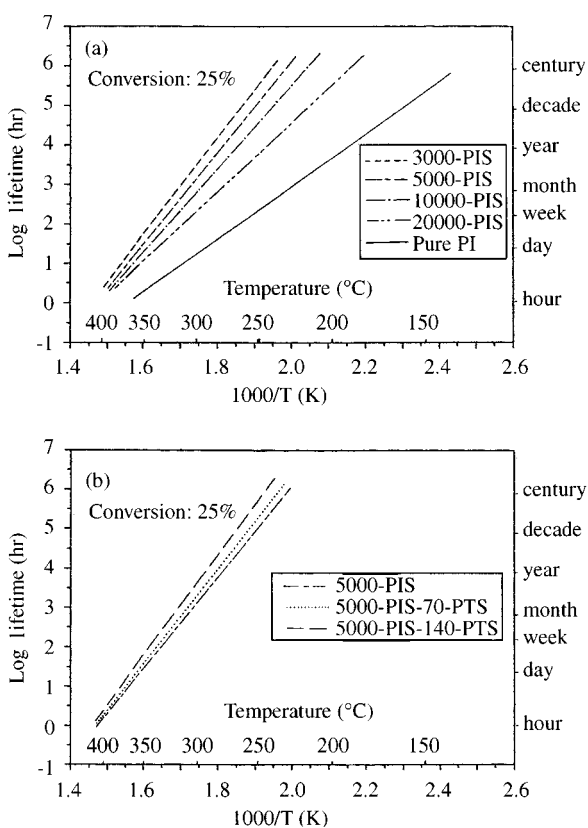 (a)
Conversion: 25%
Log lifetime (hr)
7
6
5
4
3
2
1
0
-1
century
decade
year
month
week
day
hour
3000-PIS
5000-PIS
10000-PIS
20000-PIS
Pure PI
Temperature (°C)
400 350 300 250 200 150
1.4 1.6 1.8 2.0 2.2 2.4 2.6
1000/T (K)
(b)
Conversion: 25%
Log lifetime (hr)
7
6
5
4
3
2
1
0
-1
century
decade
year
month
week
day
hour
5000-PIS
5000-PIS-70-PTS
5000-PIS-140-PTS
Temperature (°C)
400 350 300 250 200 150
1.4 1.6 1.8 2.0 2.2 2.4 2.6
1000/T (K)